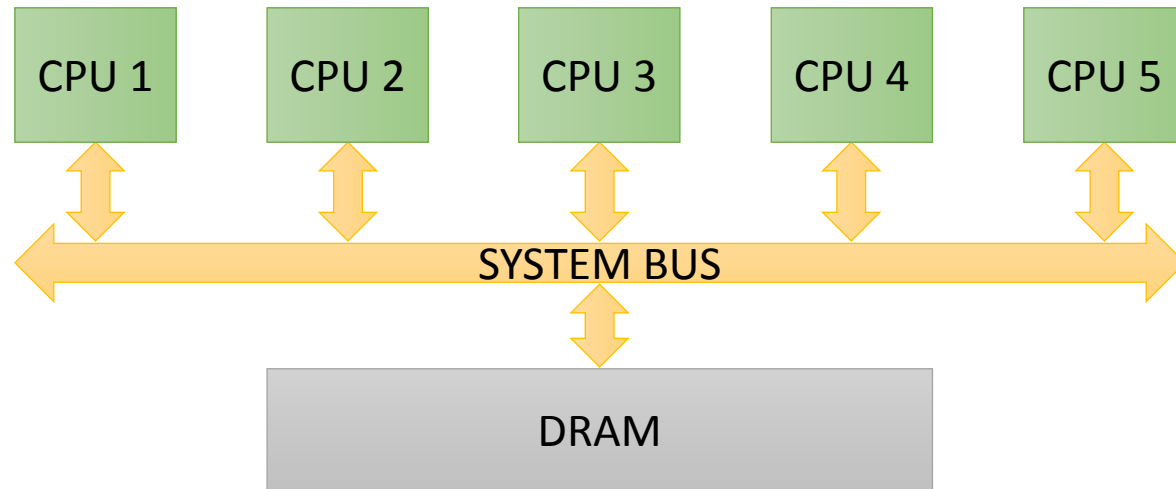 CPU 1
CPU 2
CPU 3
CPU 4
CPU 5
SYSTEM BUS
DRAM